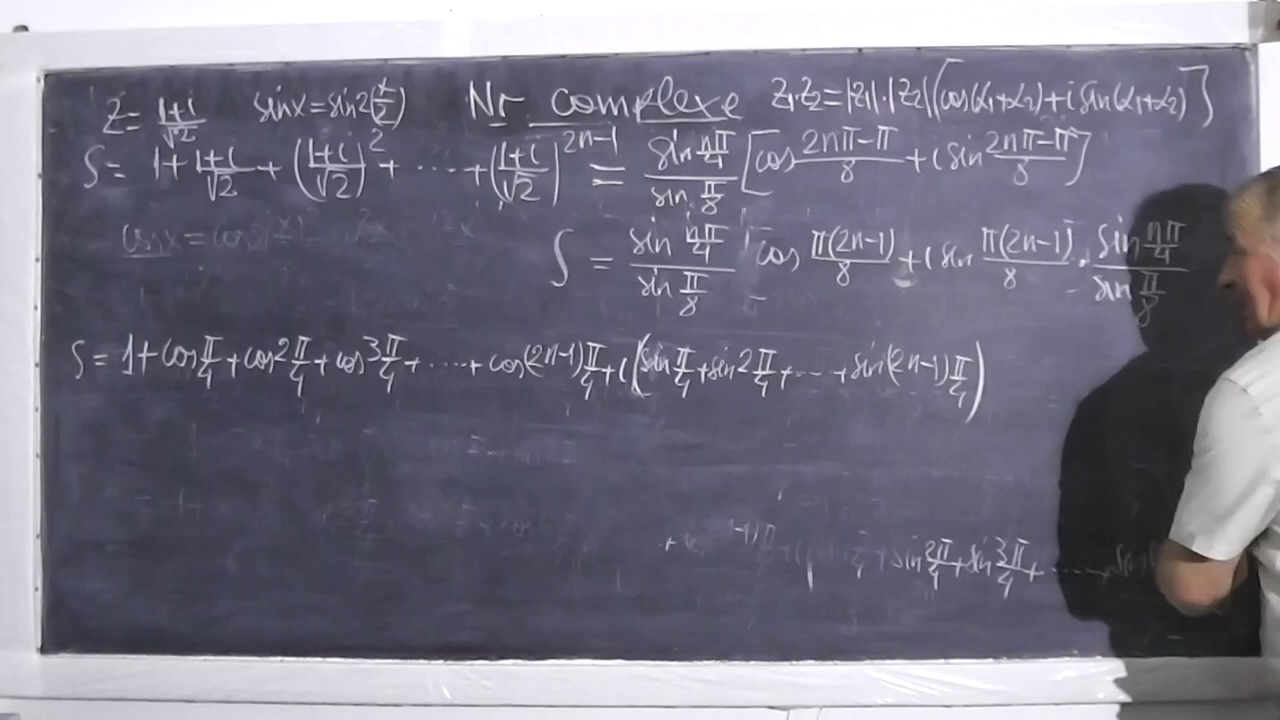 Z = (1+i)/√2   sinx = sin2(x/2)   Nr complexe   Z₁·Z₂ = |Z₁|·|Z₂|[(cos(α₁+α₂)+i sin(α₁+α₂)]
S = 1 + (1+i)/√2 + ((1+i)/√2)² + ..... + ((1+i)/√2)^(2n-1) = (sin nπ/4)/(sin π/8) [cos (2nπ-π)/8 + i sin (2nπ-π)/8]
cosx = cos
S = (sin nπ/4)/(sin π/8) cos π(2n-1)/8 + i sin π(2n-1)/8 · (sin nπ/4)/(sin π/8)
S = 1 + cos π/4 + cos 2π/4 + cos 3π/4 + ..... + cos(2n-1)π/4 + i(sin π/4 + sin 2π/4 + ... + sin(2n-1)π/4)
+ sin 2π/4 + sin 3π/4 + ..... sin